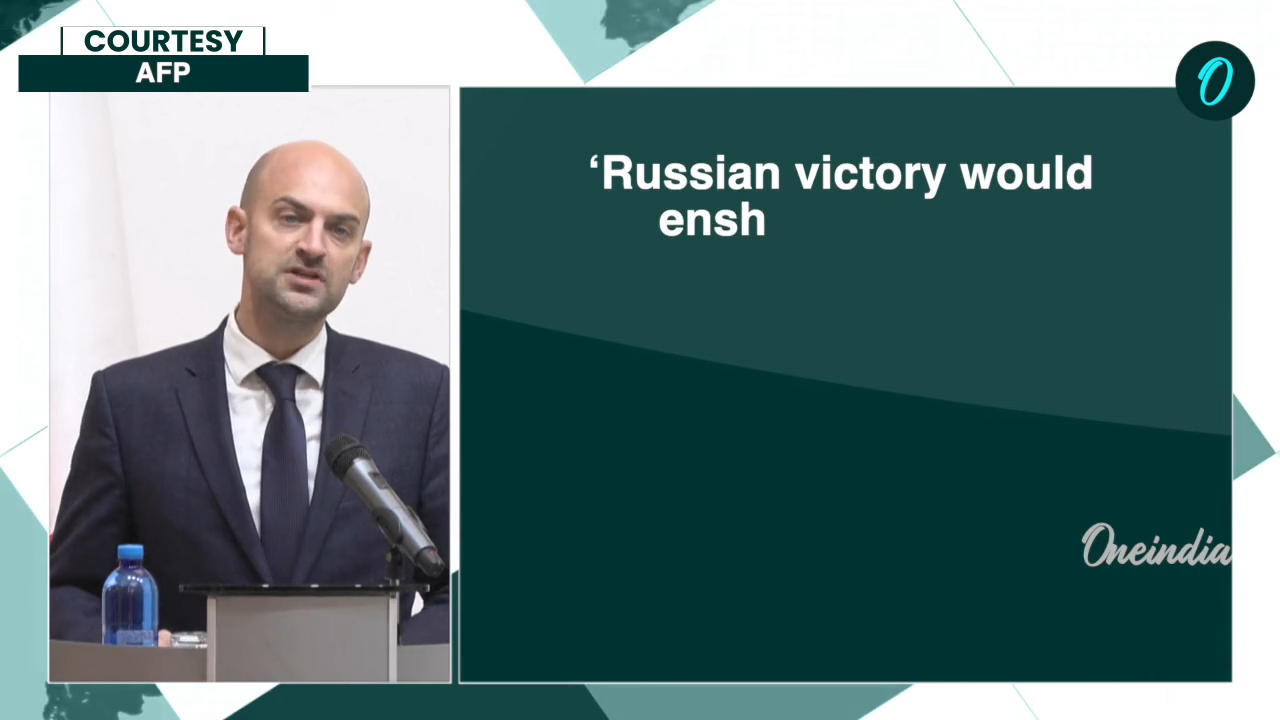 COURTESY
AFP
‘Russian victory would
ensh
Oneindia